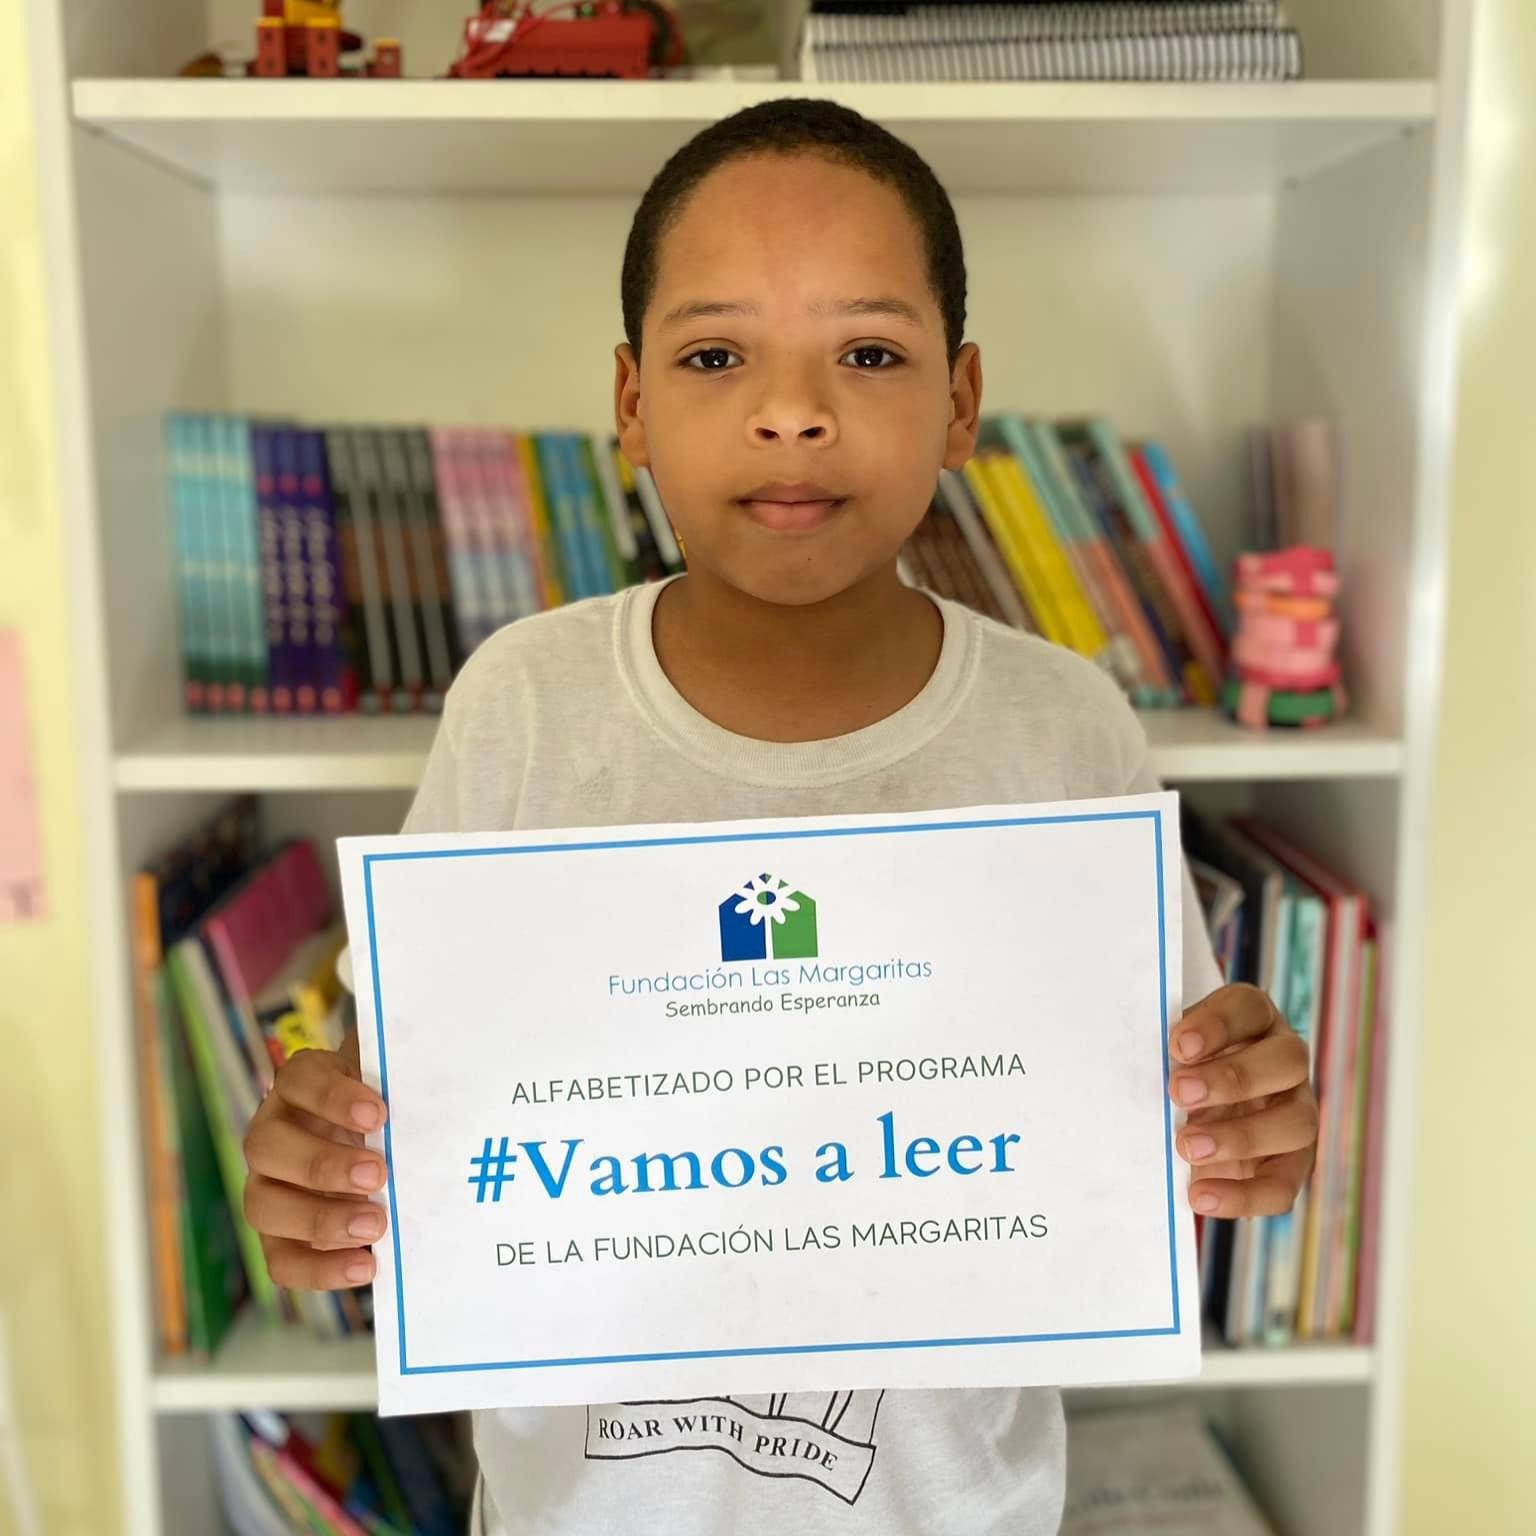 Fundación Las Margaritas
Sembrando Esperanza
ALFABETIZADO POR EL PROGRAMA
#Vamos a leer
DE LA FUNDACIÓN LAS MARGARITAS
ROAR WITH PRIDE